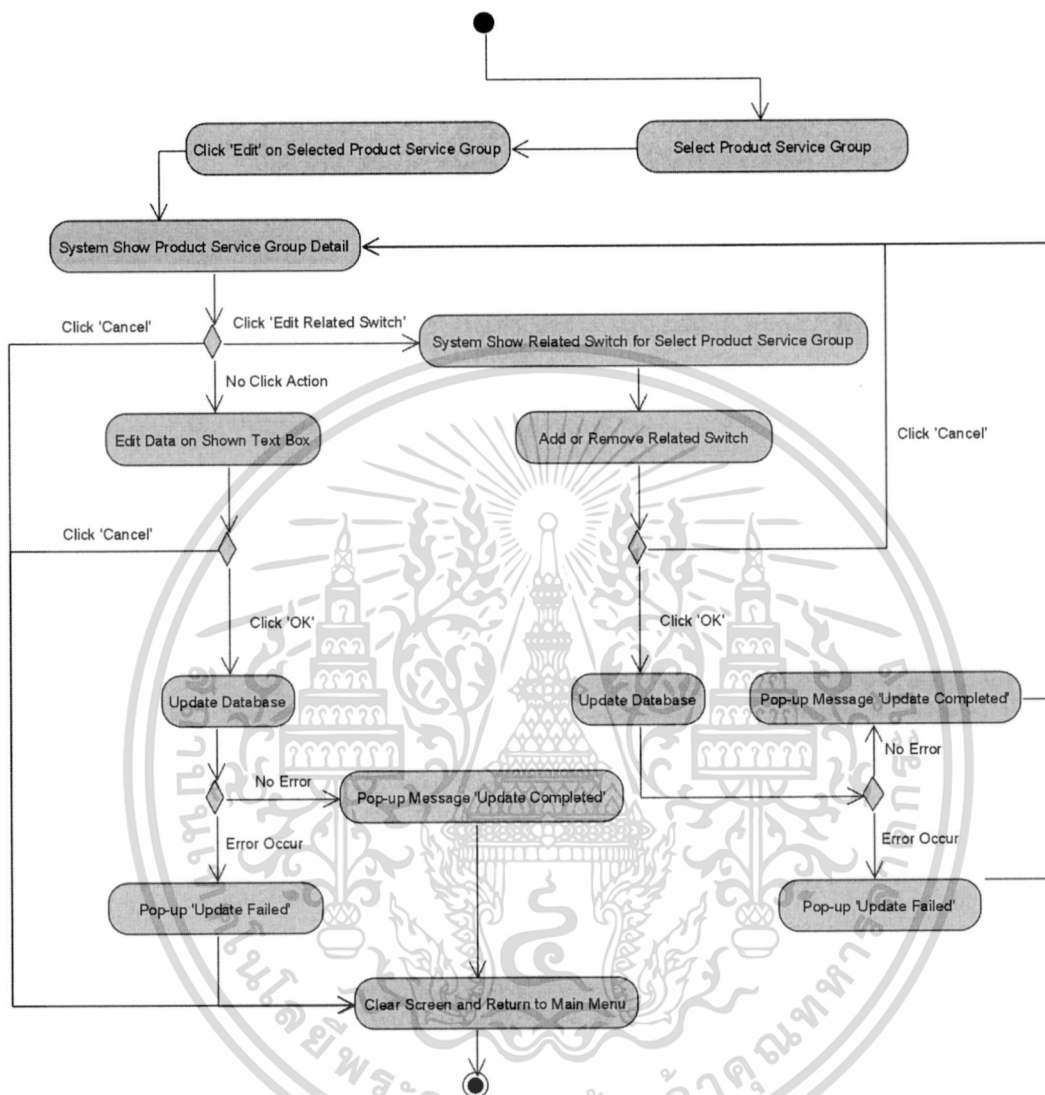 Select Product Service Group
Click 'Edit' on Selected Product Service Group
System Show Product Service Group Detail
Click 'Cancel'
Click 'Edit Related Switch'
System Show Related Switch for Select Product Service Group
No Click Action
Edit Data on Shown Text Box
Add or Remove Related Switch
Click 'Cancel'
Click 'Cancel'
Click 'OK'
Click 'OK'
Update Database
Update Database
Pop-up Message 'Update Completed'
No Error
No Error
Pop-up Message 'Update Completed'
Error Occur
Error Occur
Pop-up 'Update Failed'
Pop-up 'Update Failed'
Clear Screen and Return to Main Menu